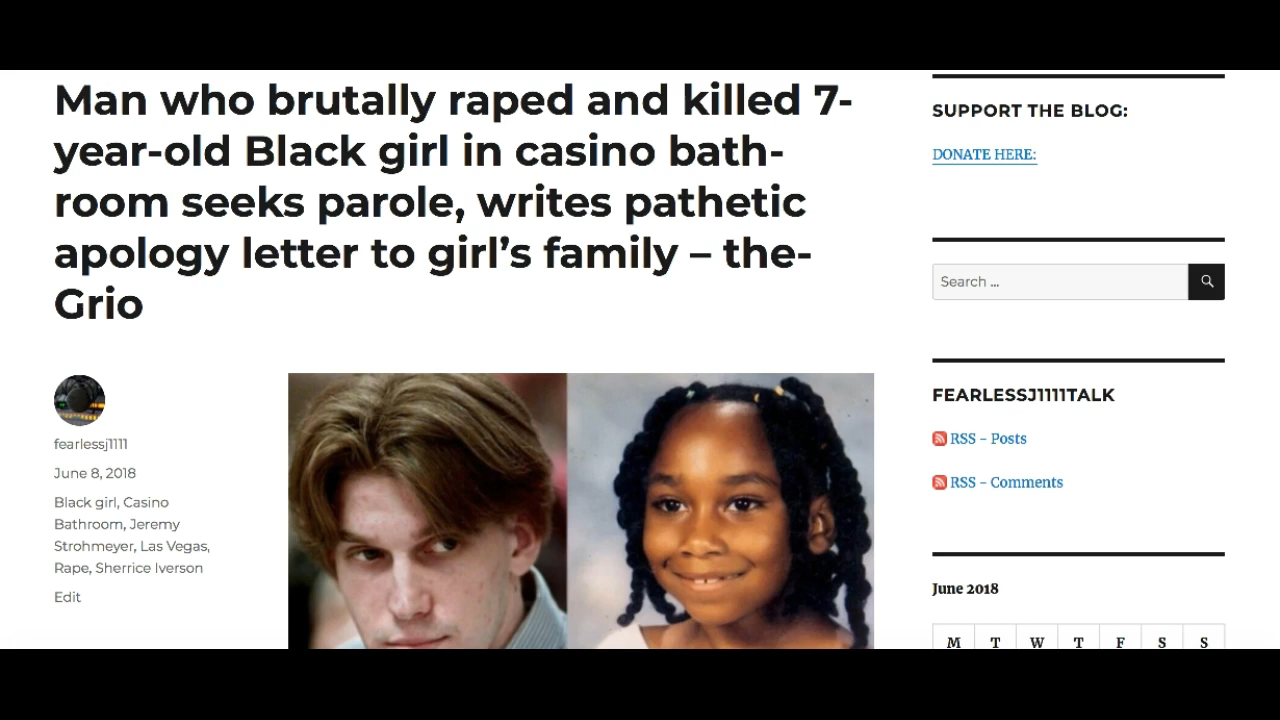 Man who brutally raped and killed 7-
year-old Black girl in casino bath-
room seeks parole, writes pathetic
apology letter to girl’s family – the-
Grio
fearlessj1111
June 8, 2018
Black girl, Casino
Bathroom, Jeremy
Strohmeyer, Las Vegas,
Rape, Sherrice Iverson
Edit
SUPPORT THE BLOG:
DONATE HERE:
Search ...
FEARLESSJ1111TALK
RSS - Posts
RSS - Comments
June 2018
M T W T F S S